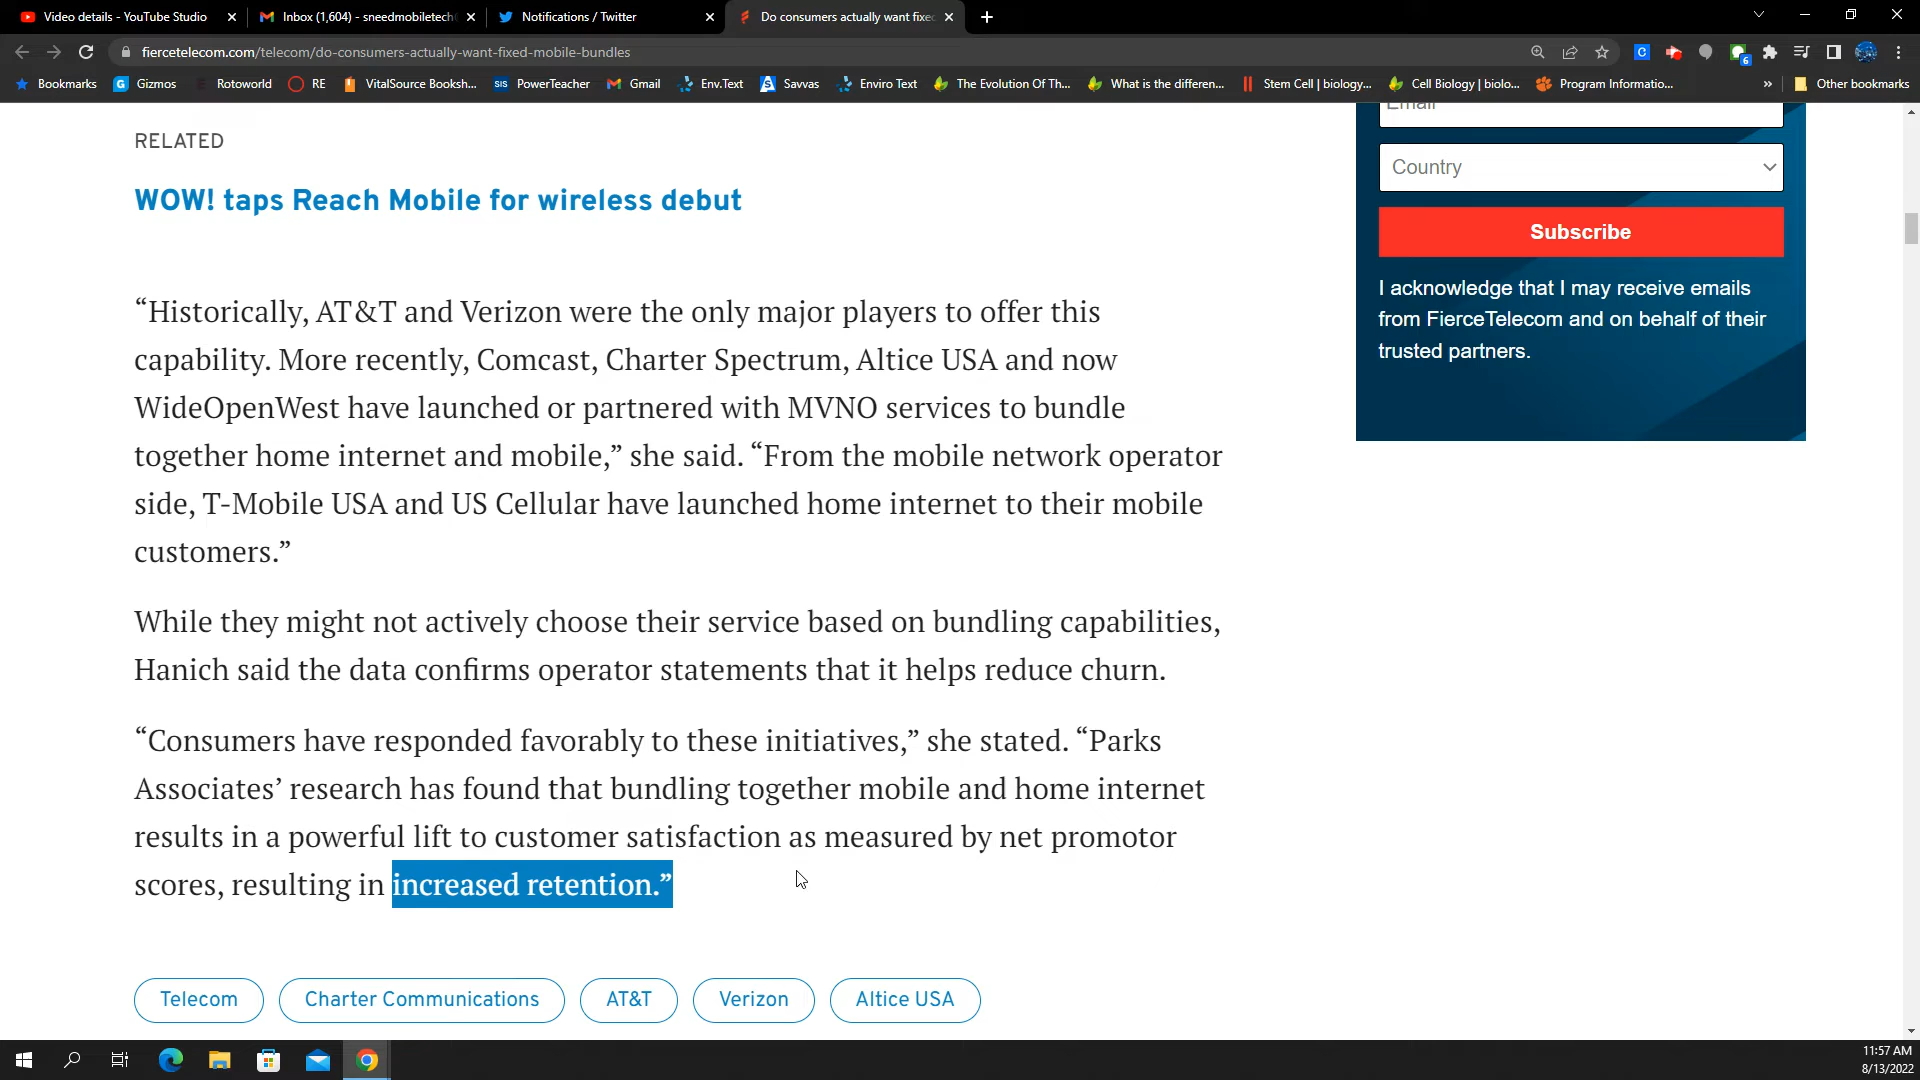 Video details - YouTube Studio
Inbox (1,604) - sneedmobiletech
Notifications / Twitter
Do consumers actually want fixed
fiercetelecom.com/telecom/do-consumers-actually-want-fixed-mobile-bundles
6
Bookmarks
Gizmos
Rotoworld
RE
VitalSource Booksh...
SIS
PowerTeacher
Gmail
Env.Text
Savvas
Enviro Text
The Evolution Of Th...
What is the differen...
Stem Cell | biology...
Cell Biology | biolo...
Program Informatio...
»
Other bookmarks
RELATED
WOW! taps Reach Mobile for wireless debut
“Historically, AT&T and Verizon were the only major players to offer this
capability. More recently, Comcast, Charter Spectrum, Altice USA and now
WideOpenWest have launched or partnered with MVNO services to bundle
together home internet and mobile,” she said. “From the mobile network operator
side, T-Mobile USA and US Cellular have launched home internet to their mobile
customers.”
While they might not actively choose their service based on bundling capabilities,
Hanich said the data confirms operator statements that it helps reduce churn.
“Consumers have responded favorably to these initiatives,” she stated. “Parks
Associates’ research has found that bundling together mobile and home internet
results in a powerful lift to customer satisfaction as measured by net promotor
scores, resulting in increased retention.”
Telecom
Charter Communications
AT&T
Verizon
Altice USA
Email
Country
Subscribe
I acknowledge that I may receive emails
from FierceTelecom and on behalf of their
trusted partners.
11:57 AM
8/13/2022